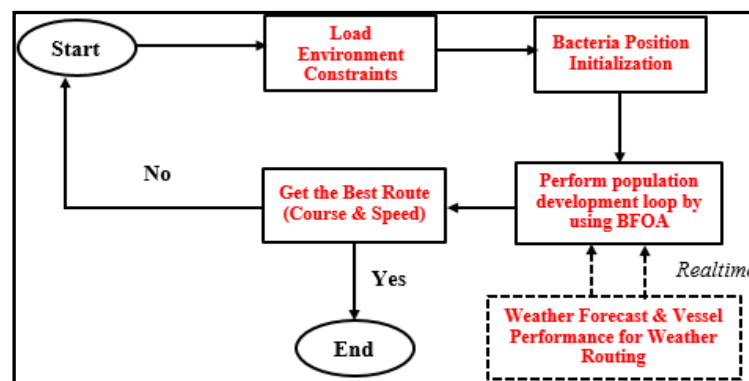 Start
Load
Environment
Constraints
Bacteria Position
Initialization
No
Get the Best Route
(Course & Speed)
Perform population
development loop by
using BFOA
Yes
Realtime
Weather Forecast & Vessel
Performance for Weather
Routing
End